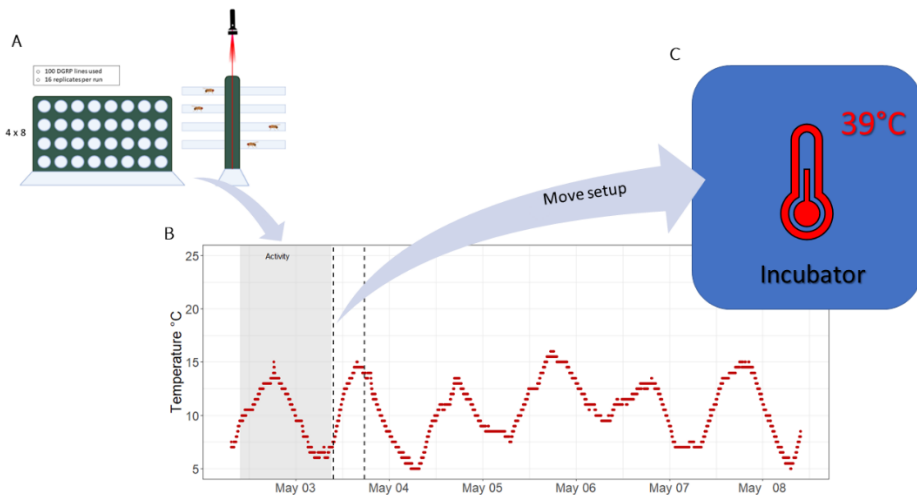 A
100 DGRP lines used
16 replicates per run
4 x 8
C
39°C
Incubator
Move setup
B
Activity
Temperature °C
25
20
15
10
5
May 03
May 04
May 05
May 06
May 07
May 08